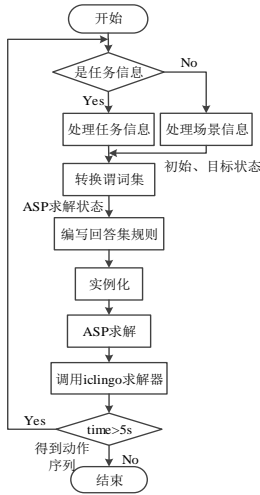 开始
是任务信息
No
Yes
处理任务信息
处理场景信息
初始、目标状态
转换谓词集
ASP求解状态
编写回答集规则
实例化
ASP求解
调用iclingo求解器
Yes
time>5s
得到动作
序列
No
结束